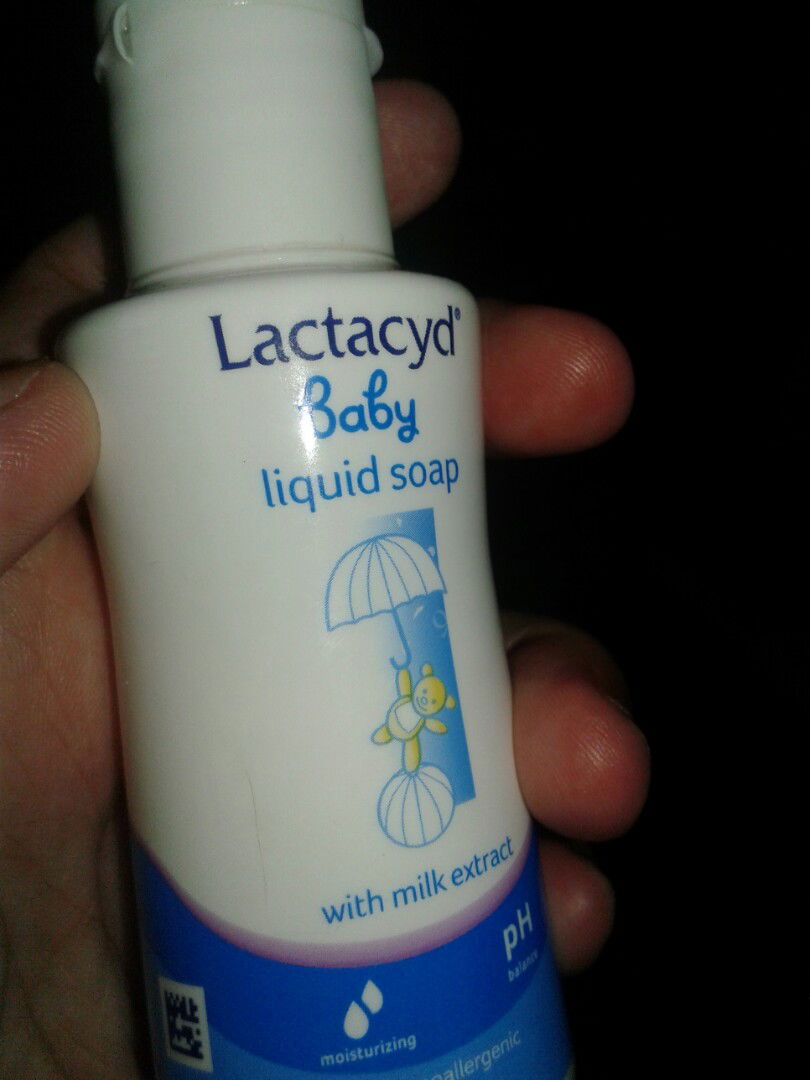 Lactacyd®
Baby
liquid soap
with milk extract
pH
balance
moisturizing